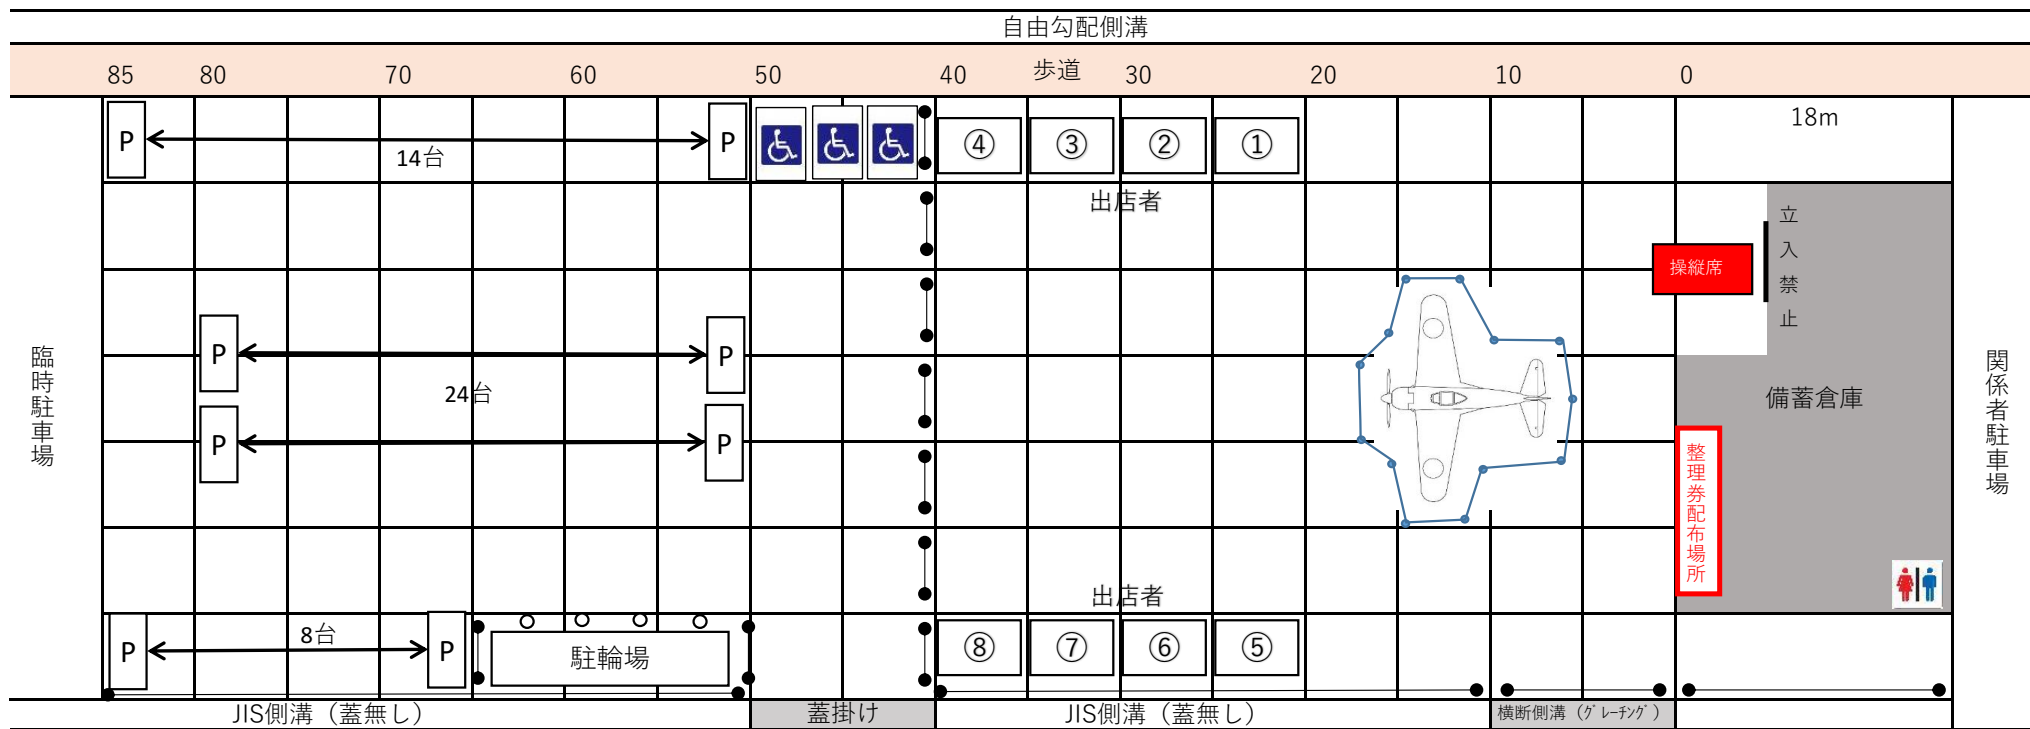 自由勾配側溝
歩道
85 80 70 60 50 40 30 20 10 0
18m
P P ④ ③ ② ①
14台
出店者
立入禁止
操縦席
P P
24台
P P
臨時駐車場
備蓄倉庫
関係者駐車場
整理券配布場所
出店者
8台
P P 駐輪場 ⑧ ⑦ ⑥ ⑤
JIS側溝（蓋無し） 蓋掛け JIS側溝（蓋無し） 横断側溝（ｸﾞﾚｰﾁﾝｸﾞ）